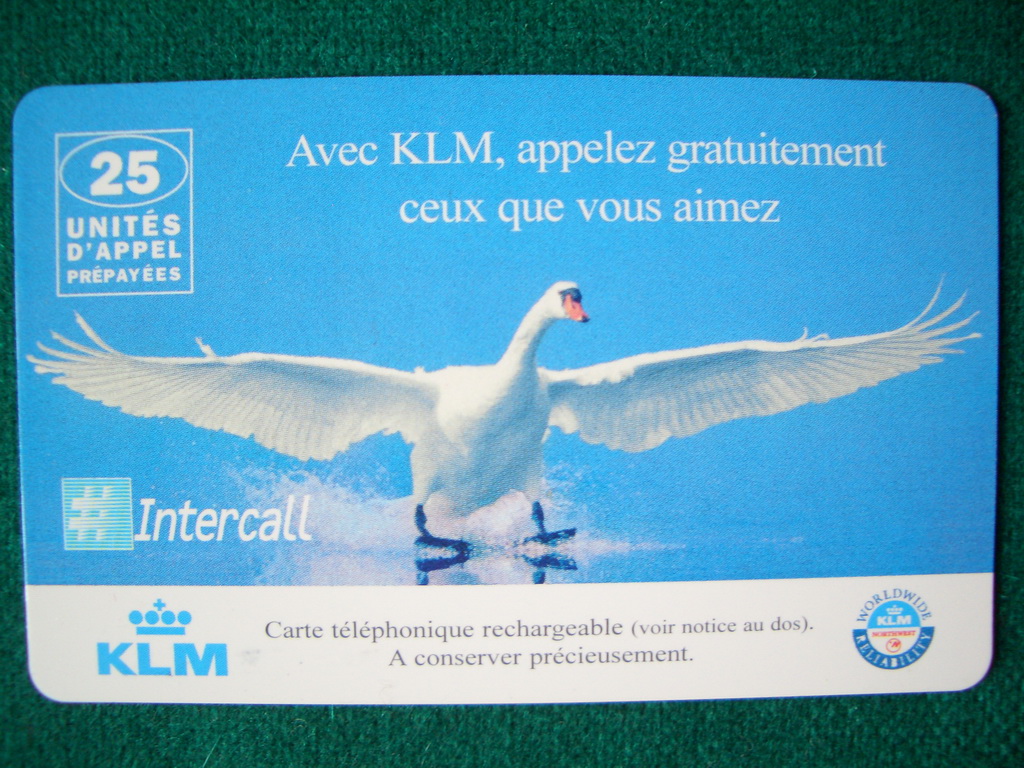 25
UNITÉS
D'APPEL
PRÉPAYÉES
Avec KLM, appelez gratuitement
ceux que vous aimez
# Intercall
KLM
Carte téléphonique rechargeable (voir notice au dos).
A conserver précieusement.
WORLDWIDE
KLM
NORTHWEST
RELIABILITY